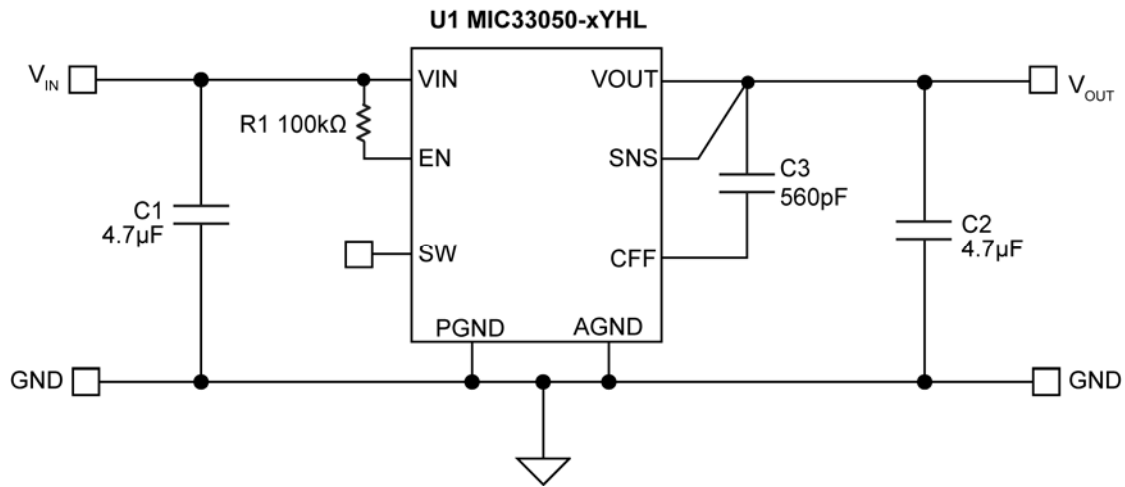 U1 MIC33050-xYHL
VIN
VIN
VOUT
VOUT
R1 100kΩ
EN
SNS
C3
560pF
C1
4.7µF
C2
4.7µF
SW
CFF
PGND
AGND
GND
GND